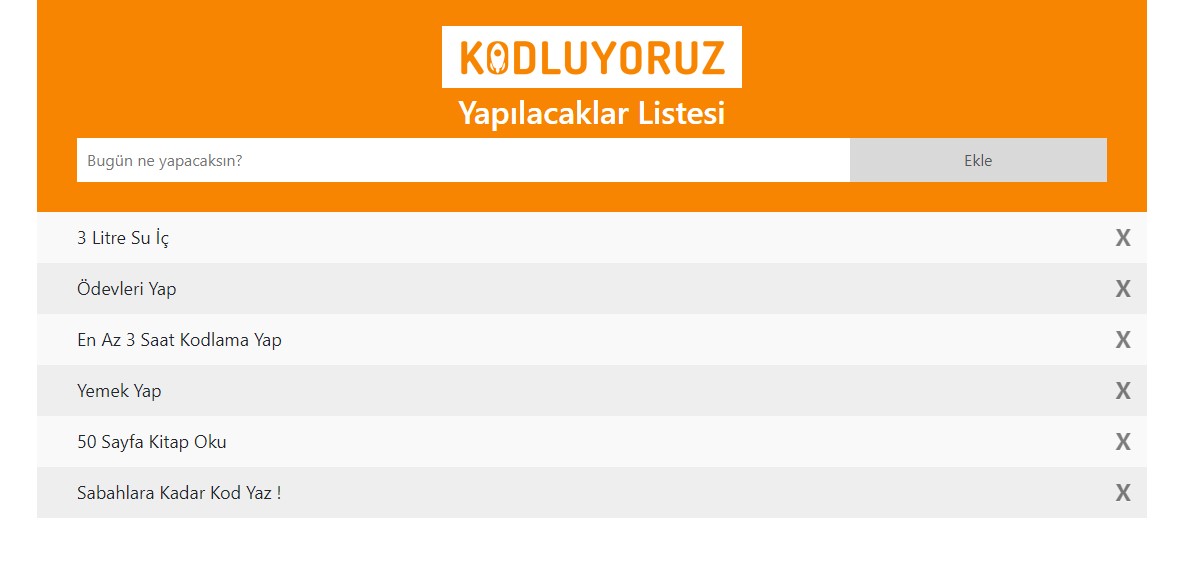 KODLUYORUZ
Yapılacaklar Listesi
Bugün ne yapacaksın? Ekle
3 Litre Su İç X
Ödevleri Yap X
En Az 3 Saat Kodlama Yap X
Yemek Yap X
50 Sayfa Kitap Oku X
Sabahlara Kadar Kod Yaz ! X